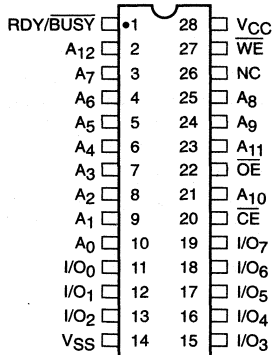 RDY/BUSY 1 28 VCC
A12 2 27 WE
A7 3 26 NC
A6 4 25 A8
A5 5 24 A9
A4 6 23 A11
A3 7 22 OE
A2 8 21 A10
A1 9 20 CE
A0 10 19 I/O7
I/O0 11 18 I/O6
I/O1 12 17 I/O5
I/O2 13 16 I/O4
VSS 14 15 I/O3